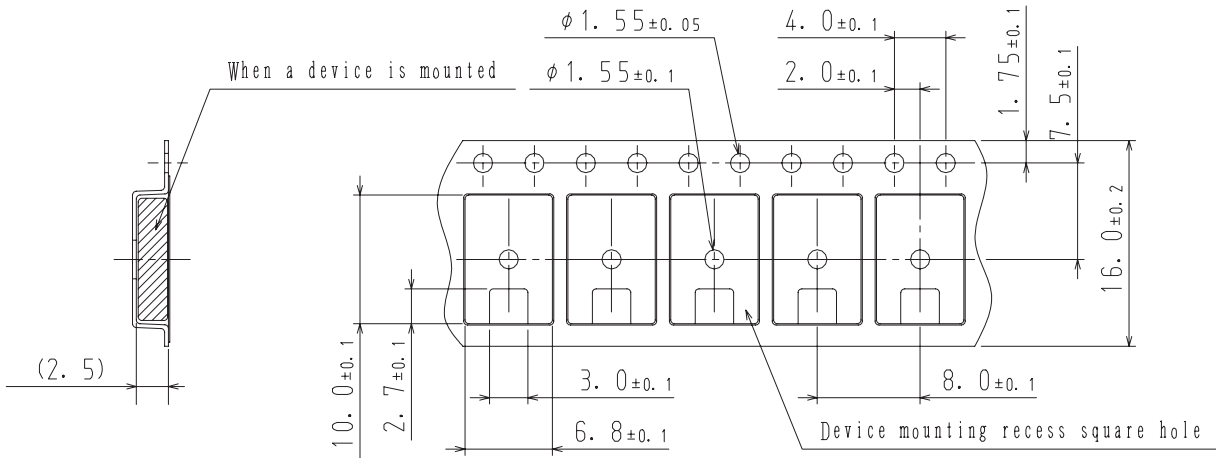 φ1.55±0.05
4.0±0.1
When a device is mounted
φ1.55±0.1
2.0±0.1
1.75±0.1
7.5±0.1
16.0±0.2
(2.5)
10.0±0.1
2.7±0.1
3.0±0.1
8.0±0.1
6.8±0.1
Device mounting recess square hole